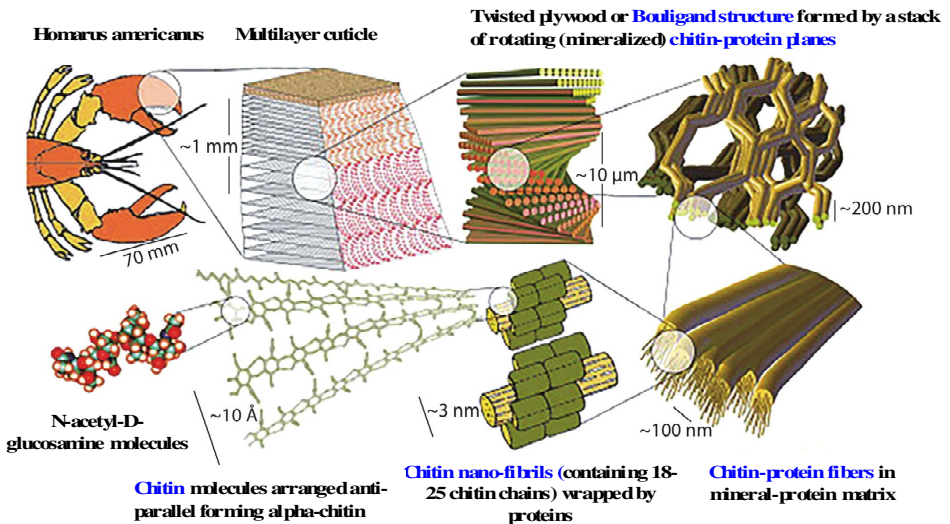 Homarus americanus
Multilayer cuticle
Twisted plywood or Bouligand structure formed by a stack
of rotating (mineralized) chitin-protein planes
~1 mm
~10 µm
~200 nm
70 mm
N-acetyl-D-
glucosamine molecules
~10 Å
~3 nm
~100 nm
Chitin molecules arranged anti-
parallel forming alpha-chitin
Chitin nano-fibrils (containing 18-
25 chitin chains) wrapped by
proteins
Chitin-protein fibers in
mineral-protein matrix